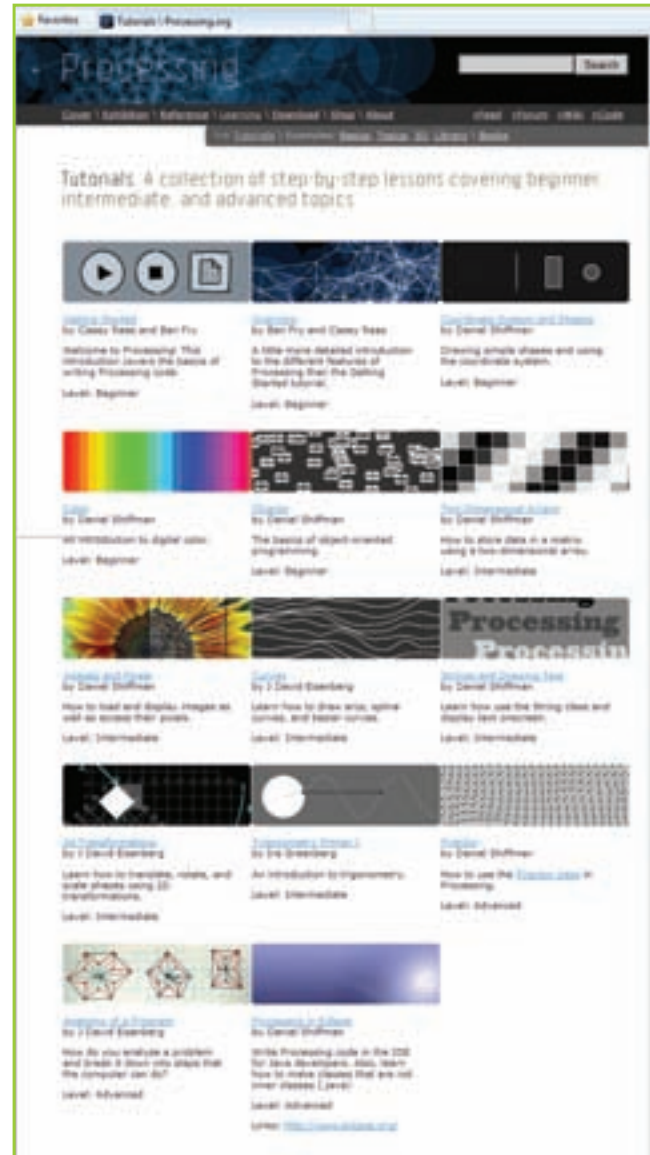 Favorites Tutorials \ Processing.org
Processing
Search
Cover \ Exhibition \ Reference \ Learning \ Download \ Shop \ About
Tutorials \ Examples: Basics, Topics, 3D, Library \ Books
Tutorials. A collection of step-by-step lessons covering beginner,
intermediate, and advanced topics.
Getting Started
by Casey Reas and Ben Fry
Welcome to Processing! This
introduction covers the basics of
writing Processing code.
Level: Beginner
Overview
by Ben Fry and Casey Reas
A little more detailed introduction
to the different features of
Processing than the Getting
Started tutorial.
Level: Beginner
Coordinate System and Shapes
by Daniel Shiffman
Drawing simple shapes and using
the coordinate system.
Level: Beginner
Color
by Daniel Shiffman
An introduction to digital color.
Level: Beginner
Objects
by Daniel Shiffman
The basics of object-oriented
programming.
Level: Beginner
Two-Dimensional Arrays
by Daniel Shiffman
How to store data in a matrix
using a two-dimensional array.
Level: Intermediate
Processing
Processing
Processin
Images and Pixels
by Daniel Shiffman
How to load and display images as
well as access their pixels.
Level: Intermediate
Curves
by J David Eisenberg
Learn how to draw arcs, spline
curves, and bezier curves.
Level: Intermediate
Strings and Drawing Text
by Daniel Shiffman
Learn how use the String class and
display text onscreen.
Level: Intermediate
2D Transformations
by J David Eisenberg
Learn how to translate, rotate, and
scale shapes using 2D
transformations.
Level: Intermediate
Trigonometry Primer
by Ira Greenberg
An introduction to trigonometry.
Level: Intermediate
by Daniel Shiffman
How to use the in
Processing.
Level: Advanced
Anatomy of a Program
by J David Eisenberg
How do you analyze a problem
and break it down into steps that
the computer can do?
Level: Advanced
Processing in Eclipse
by Daniel Shiffman
Write Processing code in the IDE
for Java developers. Also, learn
how to make classes that are not
inner classes (.java)
Level: Advanced
Links: http://www.eclipse.org/